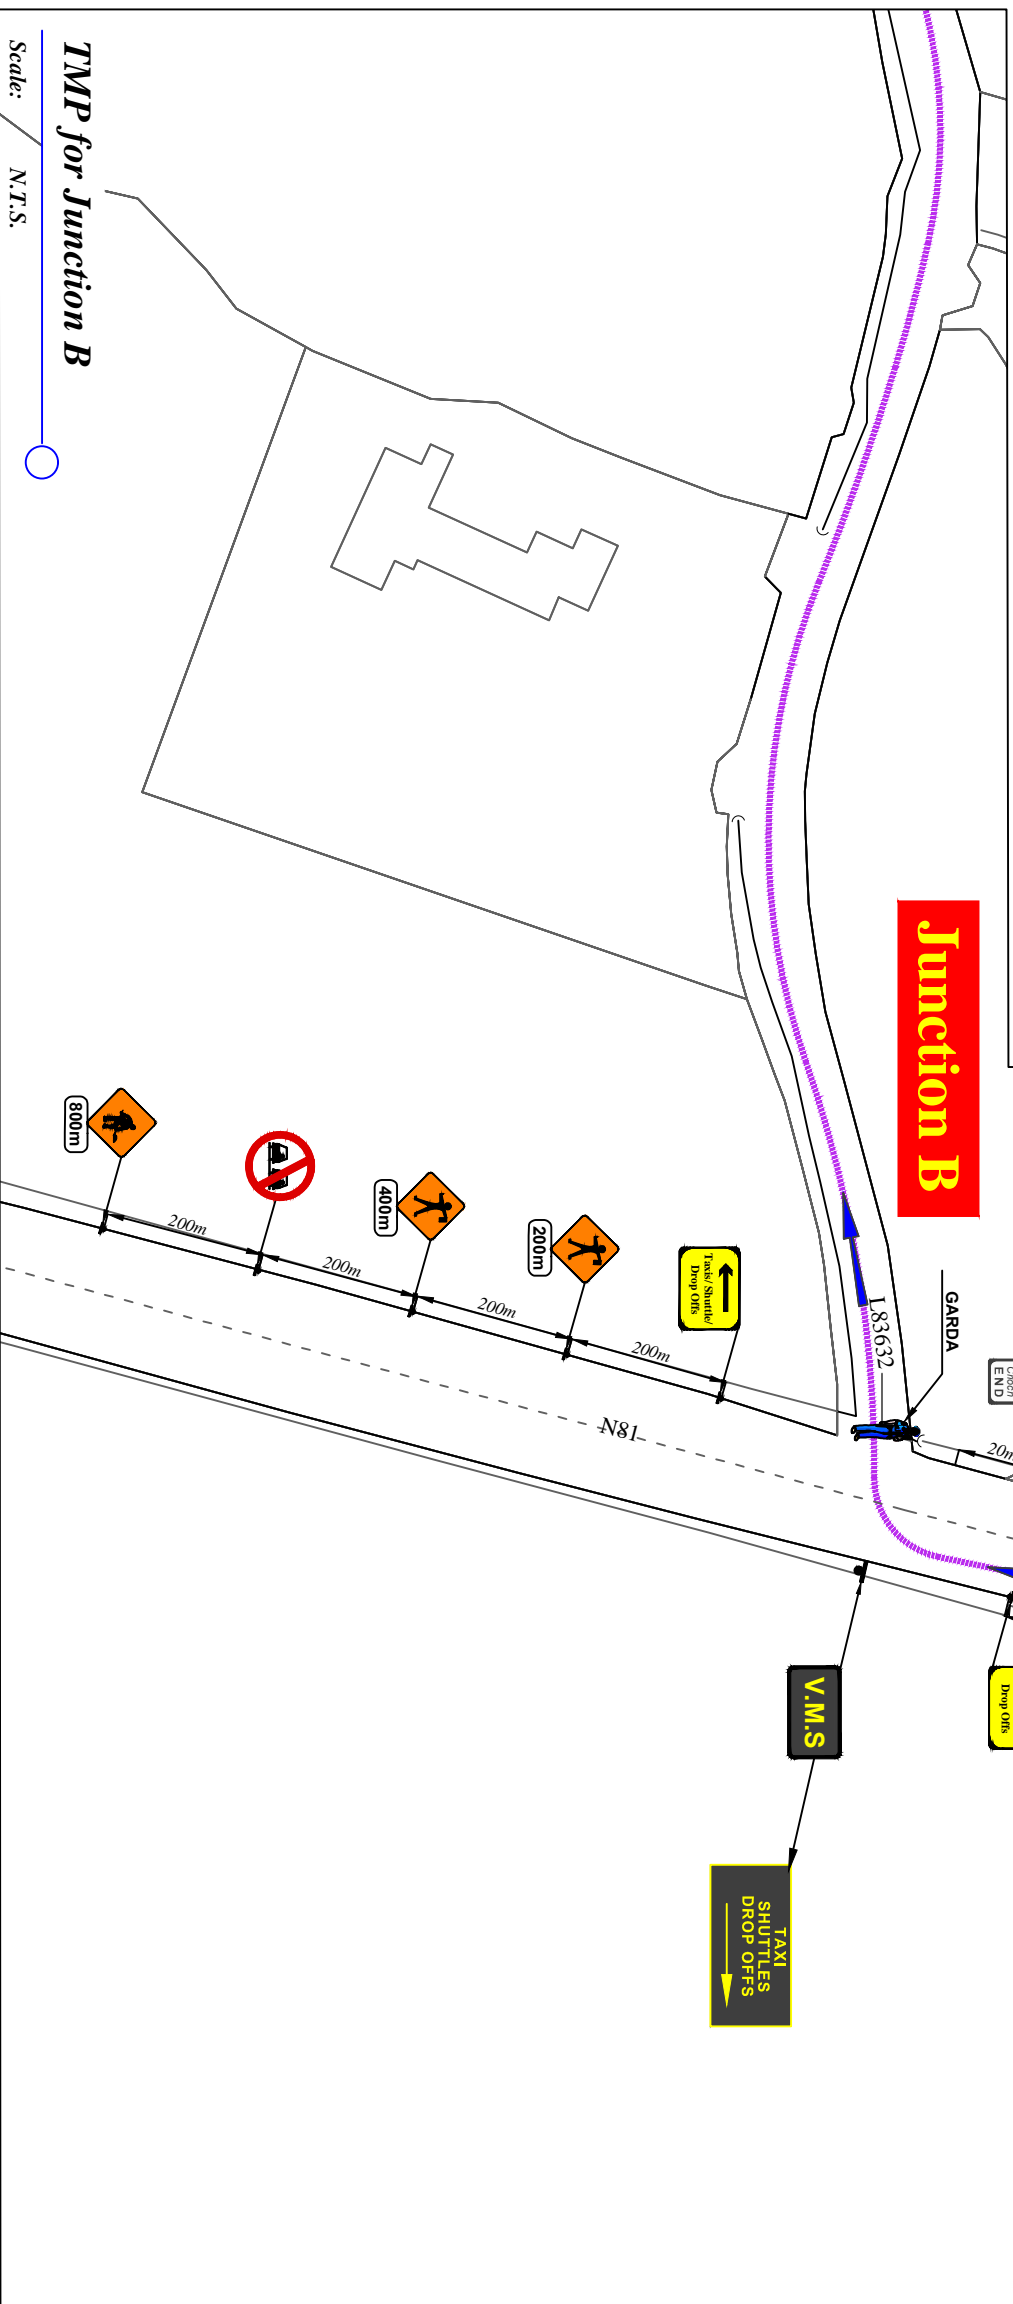 TMP for Junction B
Scale: N.T.S.
Junction B
GARDA
L83632
END
20m
800m
200m
200m
400m
200m
200m
200m
Taxis/ Shuttle/
Drop Offs
N81
Drop Offs
V.M.S
TAXI
SHUTTLES
DROP OFFS